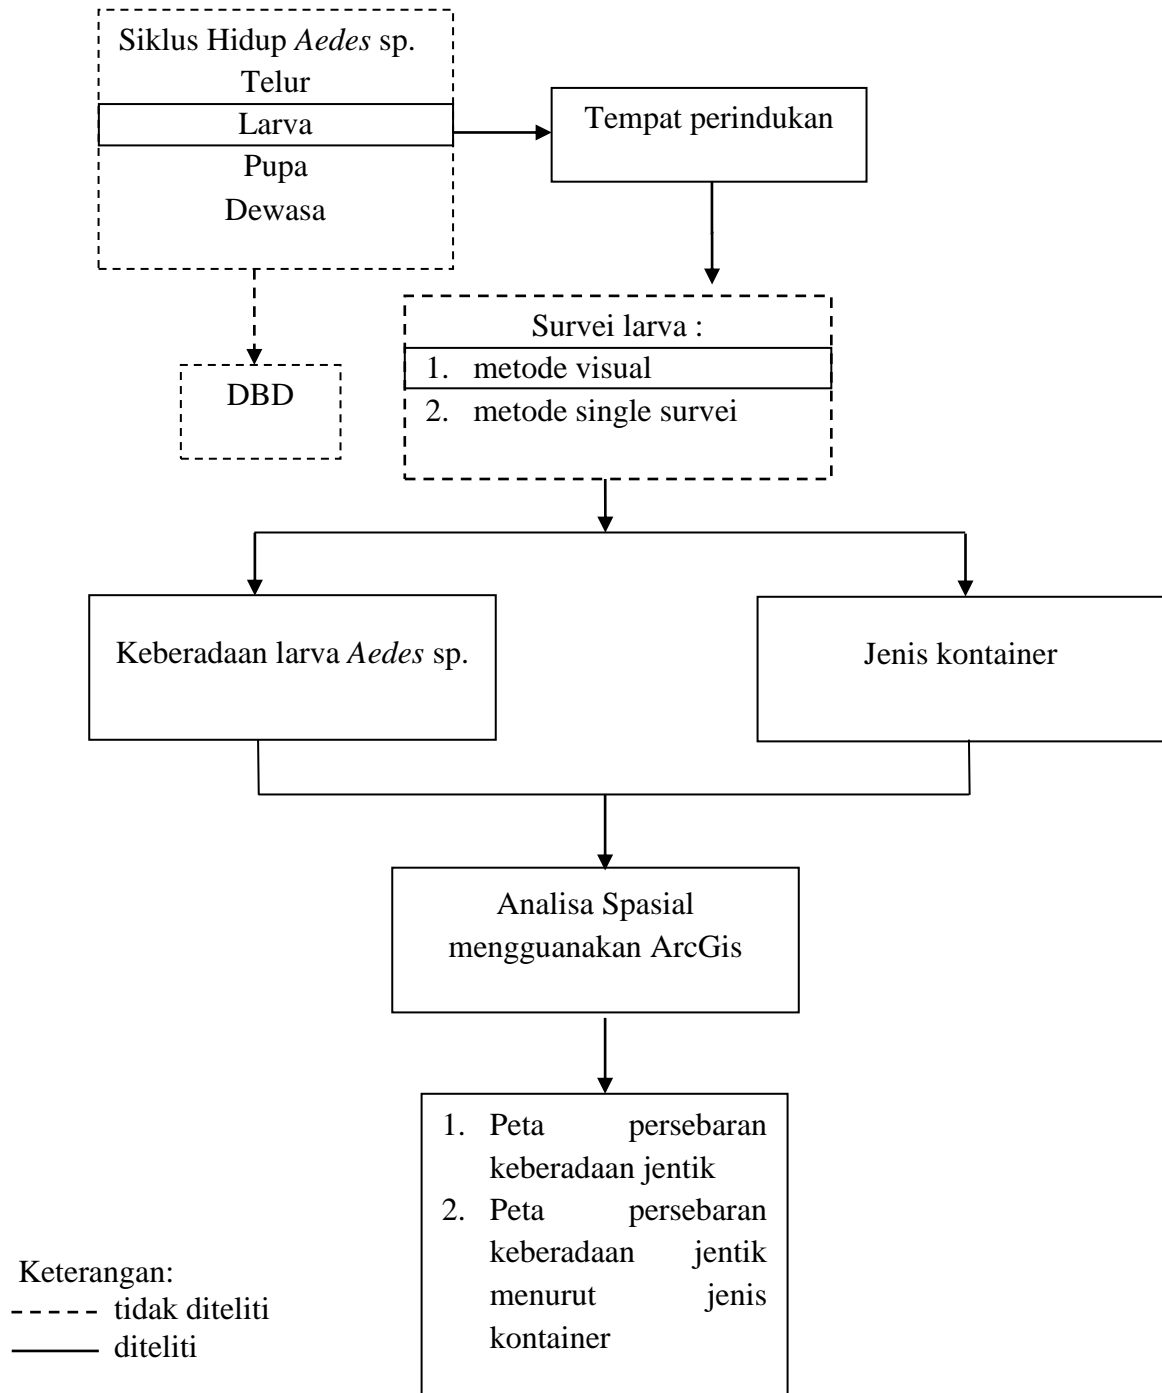 Siklus Hidup Aedes sp.
Telur
Larva
Pupa
Dewasa
Tempat perindukan
DBD
Survei larva :
1. metode visual
2. metode single survei
Keberadaan larva Aedes sp.
Jenis kontainer
Analisa Spasial
mengguanakan ArcGis
1. Peta persebaran
keberadaan jentik
2. Peta persebaran
keberadaan jentik
menurut jenis
kontainer
Keterangan:
tidak diteliti
diteliti